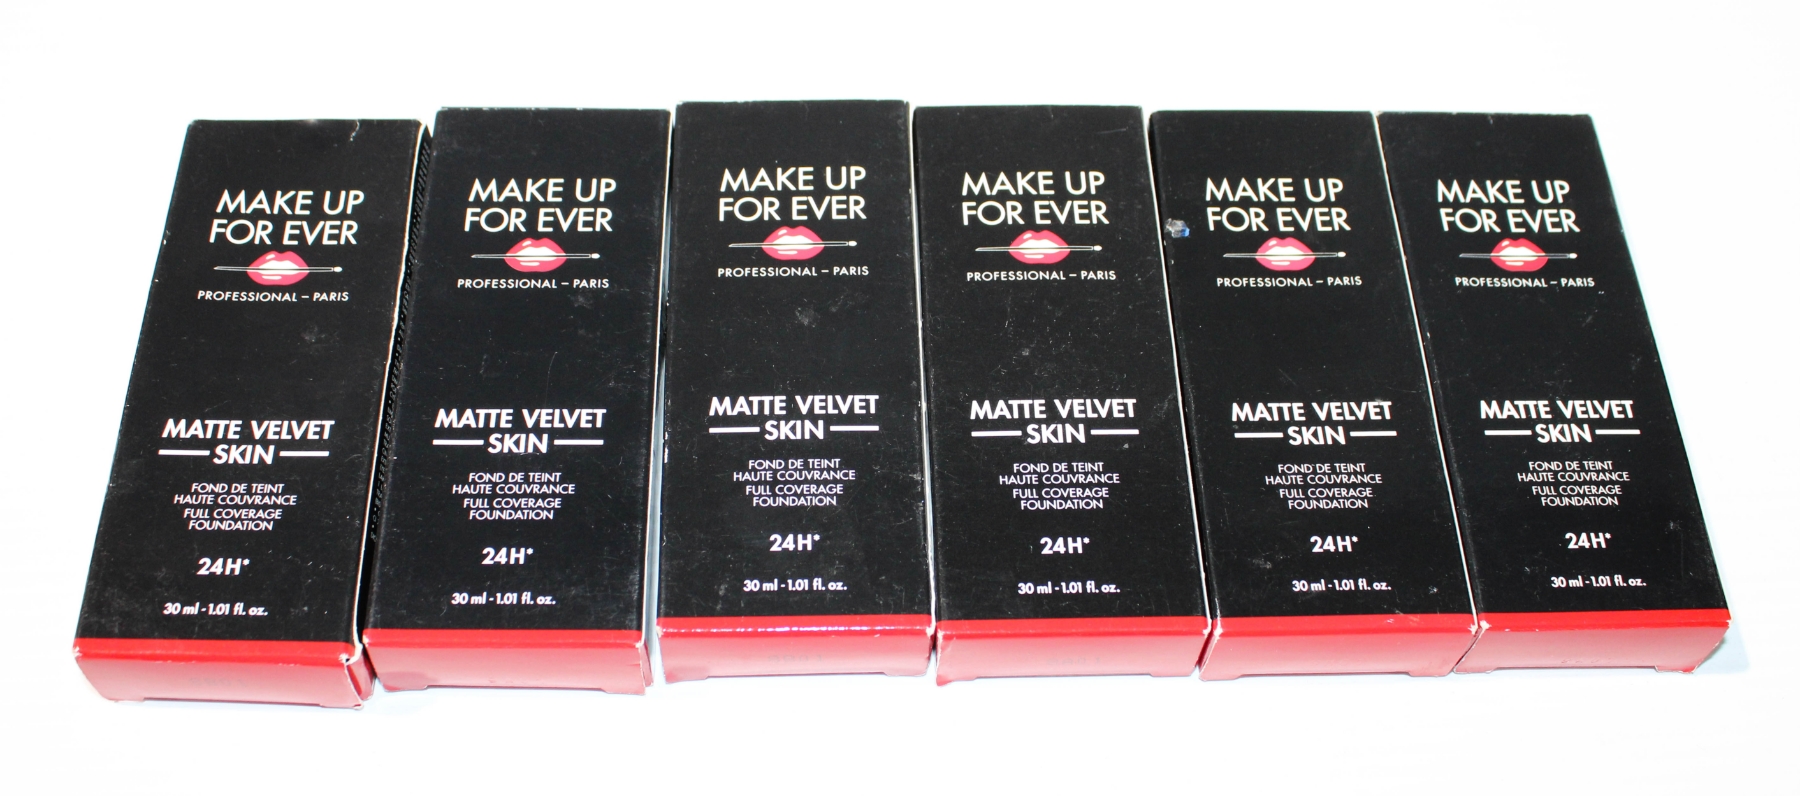 MAKE UP
FOR EVER
PROFESSIONAL – PARIS
MATTE VELVET
SKIN
FOND DE TEINT
HAUTE COUVRANCE
FULL COVERAGE
FOUNDATION
24H*
30 ml - 1.01 fl. oz.
MAKE UP
FOR EVER
PROFESSIONAL – PARIS
MATTE VELVET
SKIN
FOND DE TEINT
HAUTE COUVRANCE
FULL COVERAGE
FOUNDATION
24H*
30 ml - 1.01 fl. oz.
MAKE UP
FOR EVER
PROFESSIONAL – PARIS
MATTE VELVET
SKIN
FOND DE TEINT
HAUTE COUVRANCE
FULL COVERAGE
FOUNDATION
24H*
30 ml - 1.01 fl. oz.
MAKE UP
FOR EVER
PROFESSIONAL – PARIS
MATTE VELVET
SKIN
FOND DE TEINT
HAUTE COUVRANCE
FULL COVERAGE
FOUNDATION
24H*
30 ml - 1.01 fl. oz.
MAKE UP
FOR EVER
PROFESSIONAL – PARIS
MATTE VELVET
SKIN
FOND DE TEINT
HAUTE COUVRANCE
FULL COVERAGE
FOUNDATION
24H*
30 ml - 1.01 fl. oz.
MAKE UP
FOR EVER
PROFESSIONAL – PARIS
MATTE VELVET
SKIN
FOND DE TEINT
HAUTE COUVRANCE
FULL COVERAGE
FOUNDATION
24H*
30 ml - 1.01 fl. oz.